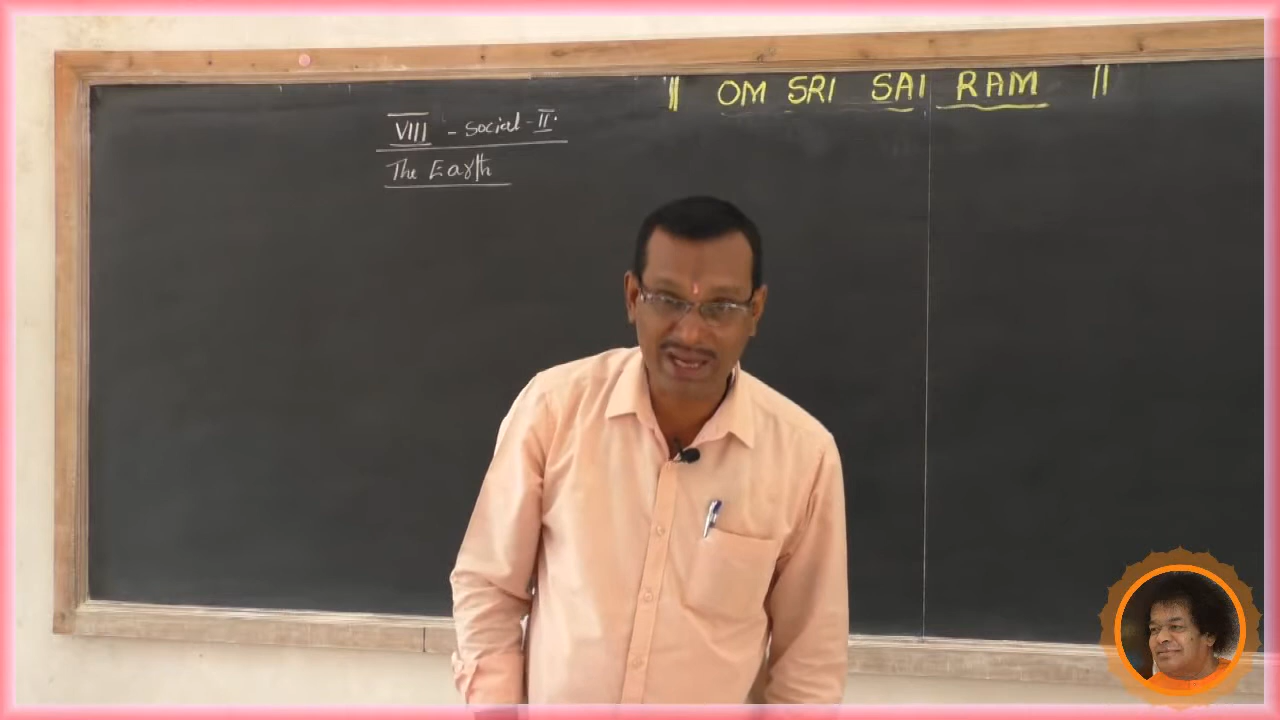 || OM SRI SAI RAM ||
VIII - Social - II.
The Earth